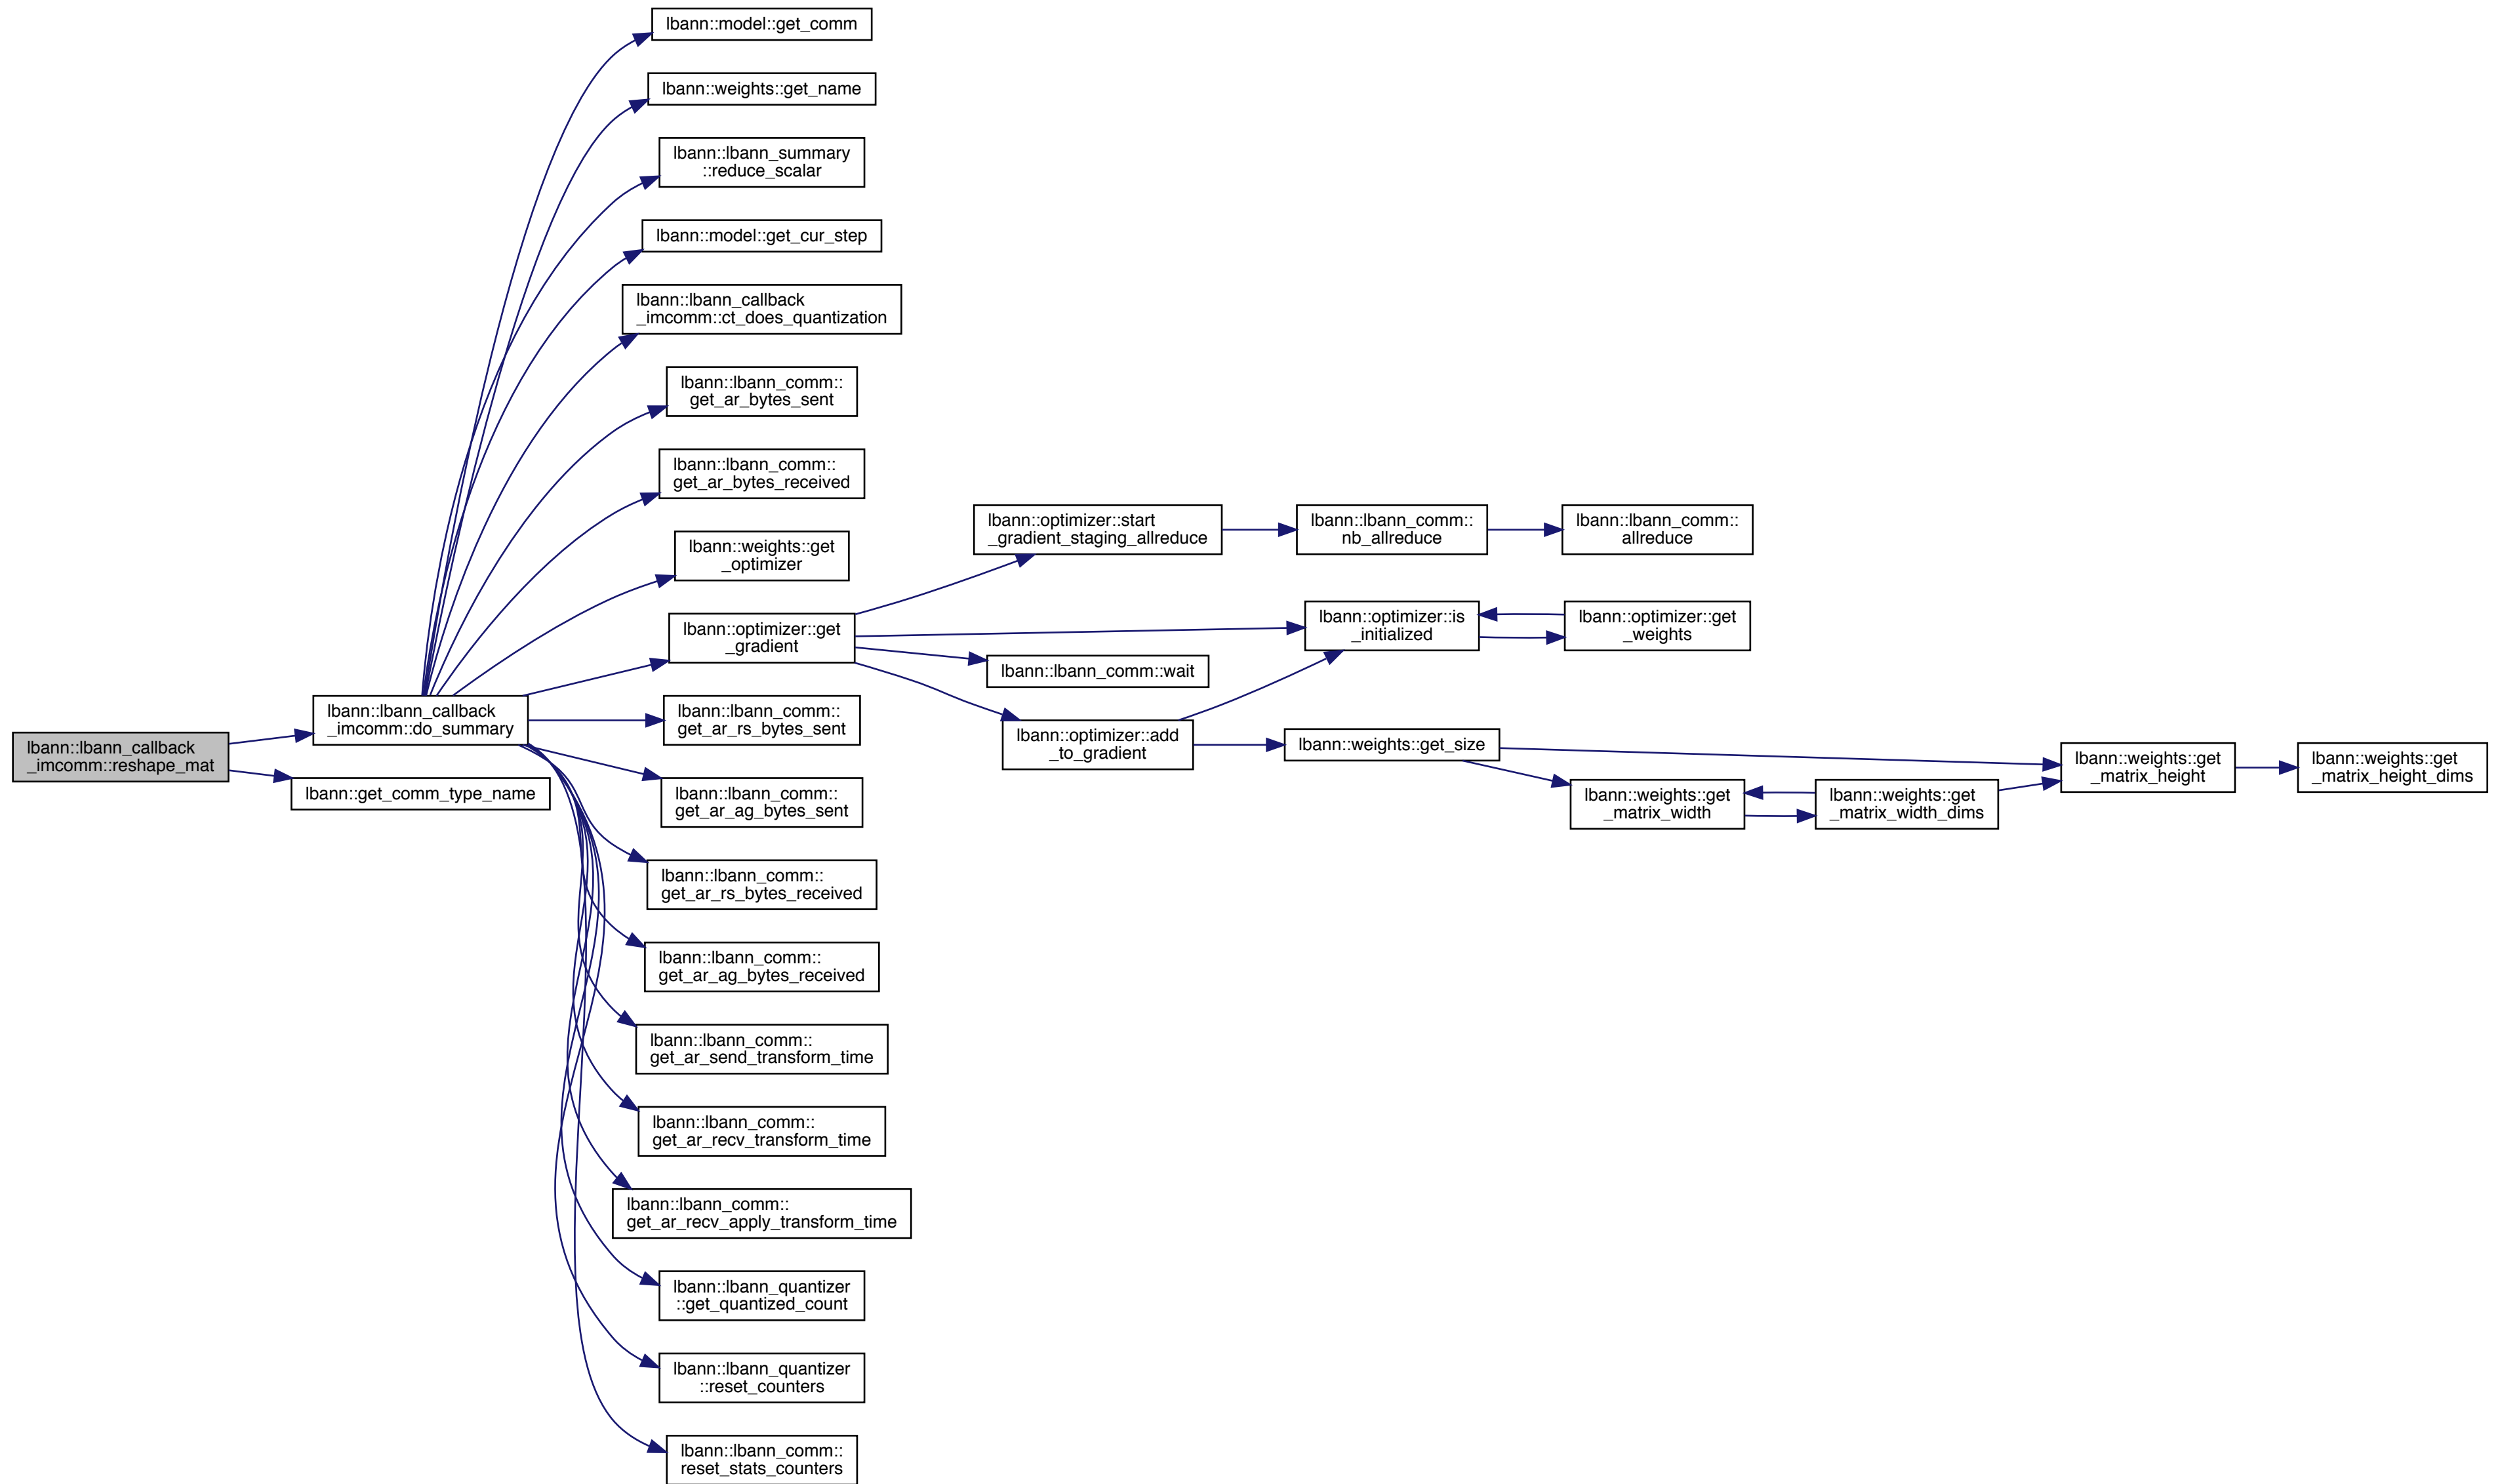 lbann::lbann_callback
_imcomm::reshape_mat
lbann::lbann_callback
_imcomm::do_summary
lbann::get_comm_type_name
lbann::model::get_comm
lbann::weights::get_name
lbann::lbann_summary
::reduce_scalar
lbann::model::get_cur_step
lbann::lbann_callback
_imcomm::ct_does_quantization
lbann::lbann_comm::
get_ar_bytes_sent
lbann::lbann_comm::
get_ar_bytes_received
lbann::weights::get
_optimizer
lbann::optimizer::get
_gradient
lbann::lbann_comm::
get_ar_rs_bytes_sent
lbann::lbann_comm::
get_ar_ag_bytes_sent
lbann::lbann_comm::
get_ar_rs_bytes_received
lbann::lbann_comm::
get_ar_ag_bytes_received
lbann::lbann_comm::
get_ar_send_transform_time
lbann::lbann_comm::
get_ar_recv_transform_time
lbann::lbann_comm::
get_ar_recv_apply_transform_time
lbann::lbann_quantizer
::get_quantized_count
lbann::lbann_quantizer
::reset_counters
lbann::lbann_comm::
reset_stats_counters
lbann::optimizer::start
_gradient_staging_allreduce
lbann::lbann_comm::wait
lbann::optimizer::add
_to_gradient
lbann::lbann_comm::
nb_allreduce
lbann::optimizer::is
_initialized
lbann::weights::get_size
lbann::lbann_comm::
allreduce
lbann::optimizer::get
_weights
lbann::weights::get
_matrix_width
lbann::weights::get
_matrix_width_dims
lbann::weights::get
_matrix_height
lbann::weights::get
_matrix_height_dims